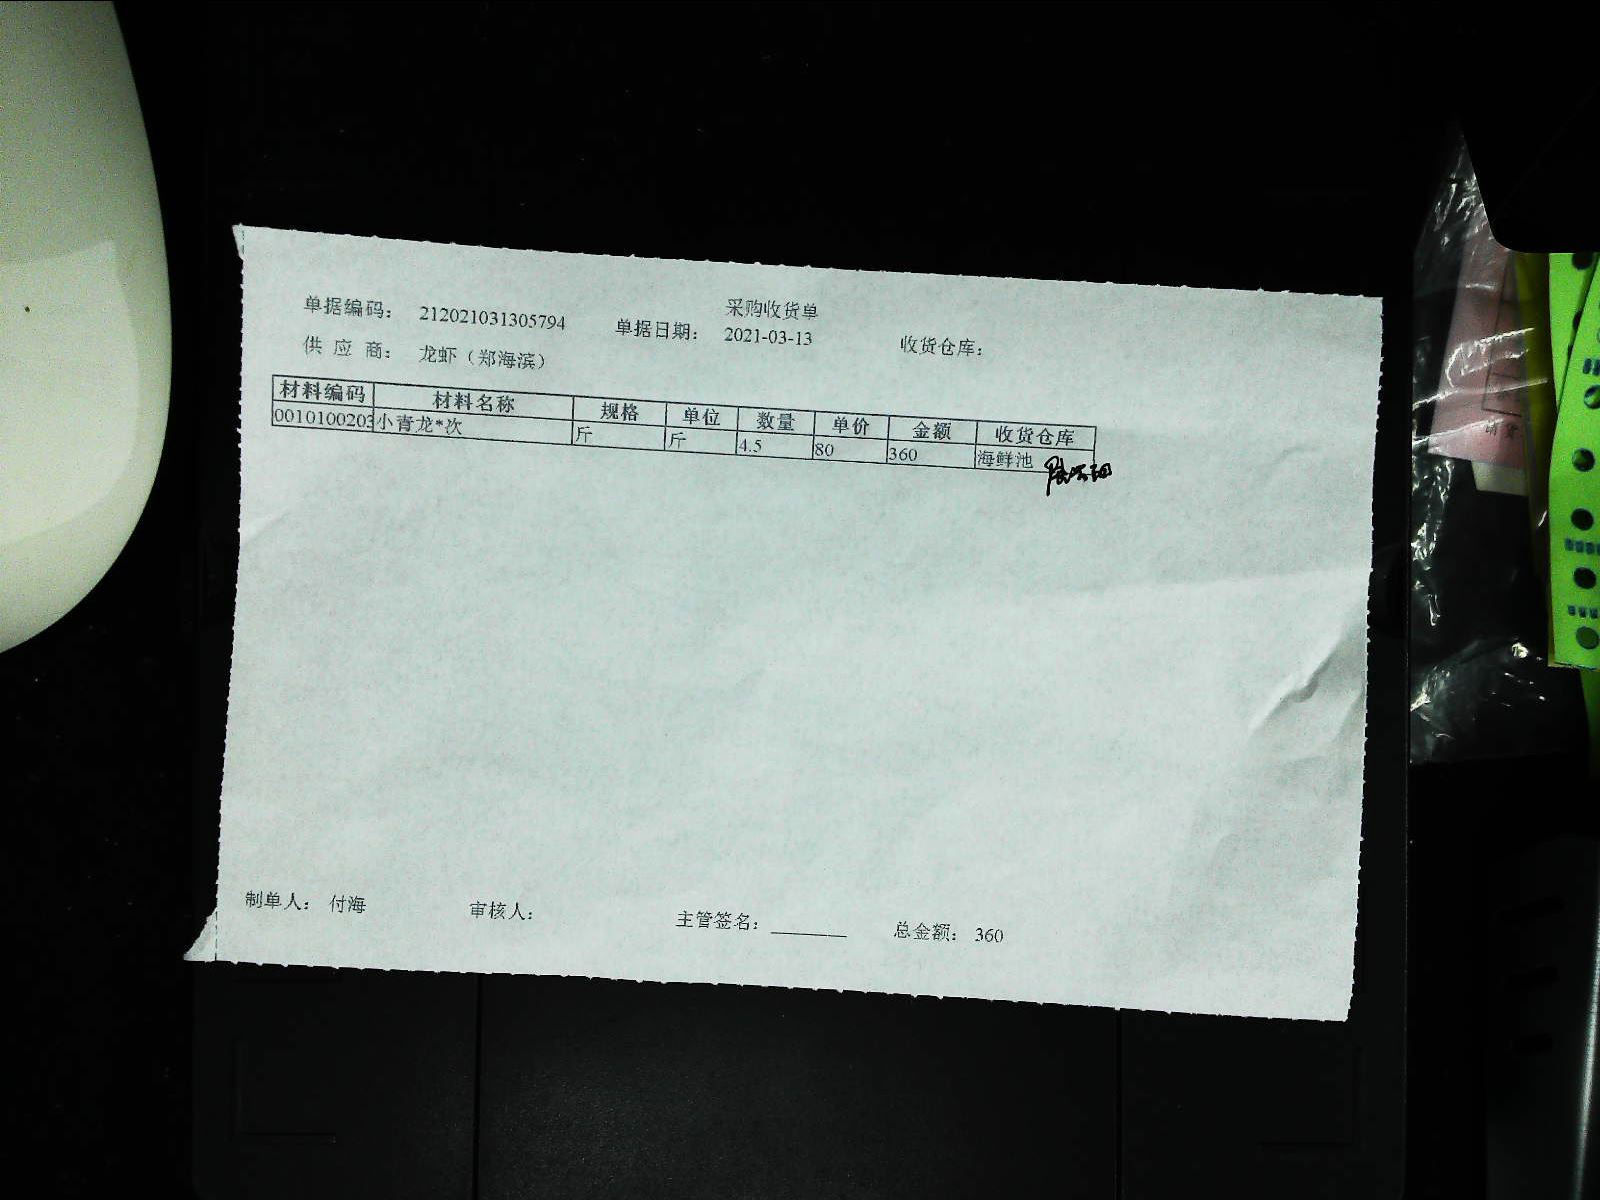 采购收货单
单据编码： 212021031305794 单据日期： 2021-03-13 收货仓库：
供 应 商： 龙虾（郑海滨）
材料编码 材料名称 规格 单位 数量 单价 金额 收货仓库
0010100203 小青龙*次 斤 斤 4.5 80 360 海鲜池
制单人： 付海 审核人： 主管签名： 总金额： 360